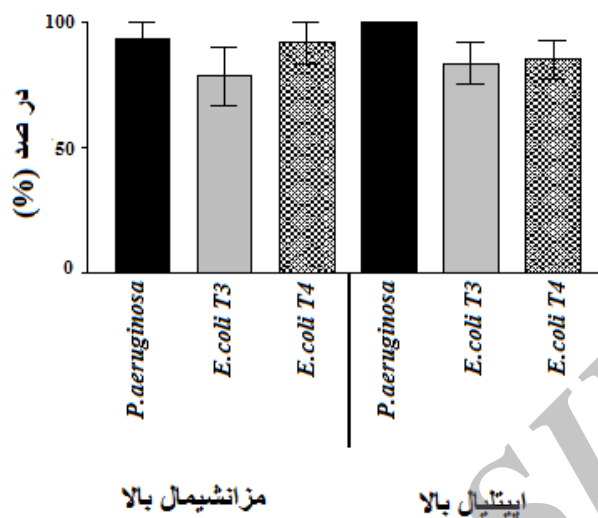 در صد (%)
100
50
0
P.aeruginosa
E.coli T3
E.coli T4
P.aeruginosa
E.coli T3
E.coli T4
مزانشیمال بالا
اپیتلیال بالا